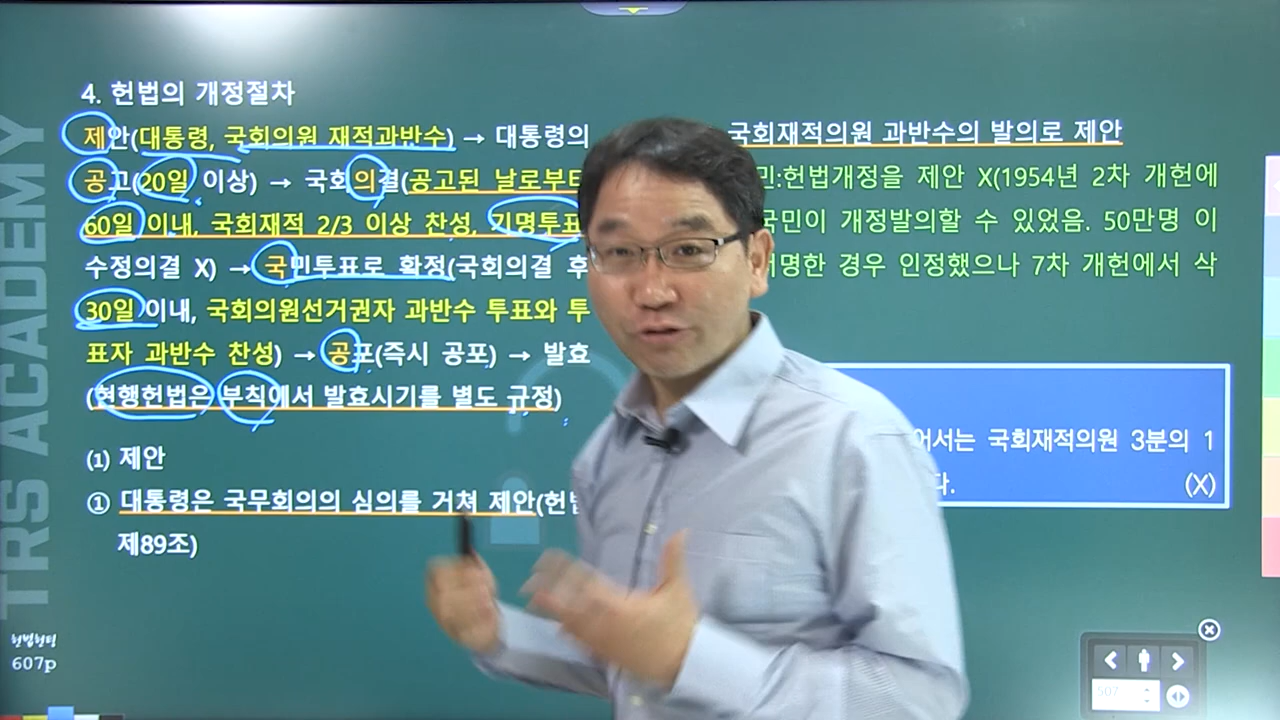 4. 헌법의 개정절차
제안(대통령, 국회의원 재적과반수) → 대통령의
공고(20일 이상) → 국회의결(공고된 날로부터
60일 이내, 국회재적 2/3 이상 찬성, 기명투표
수정의결 X) → 국민투표로 확정(국회의결 후
30일 이내, 국회의원선거권자 과반수 투표와 투
표자 과반수 찬성) → 공포(즉시 공포) → 발효
(현행헌법은 부칙에서 발효시기를 별도 규정)
(1) 제안
① 대통령은 국무회의의 심의를 거쳐 제안(헌법
제89조)
국회재적의원 과반수의 발의로 제안
민:헌법개정을 제안 X(1954년 2차 개헌에
국민이 개정발의할 수 있었음. 50만명 이
서명한 경우 인정했으나 7차 개헌에서 삭
어서는 국회재적의원 3분의 1
다. (X)
TRS ACADEMY
헌법형평
607p
507